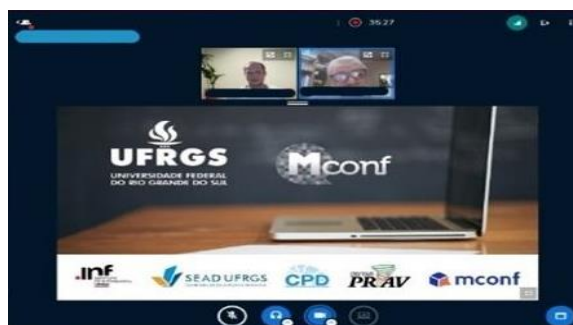 35:27
UFRGS
UNIVERSIDADE FEDERAL
DO RIO GRANDE DO SUL
Mconf
.inf
SEAD UFRGS
CPD
PRAV
mconf